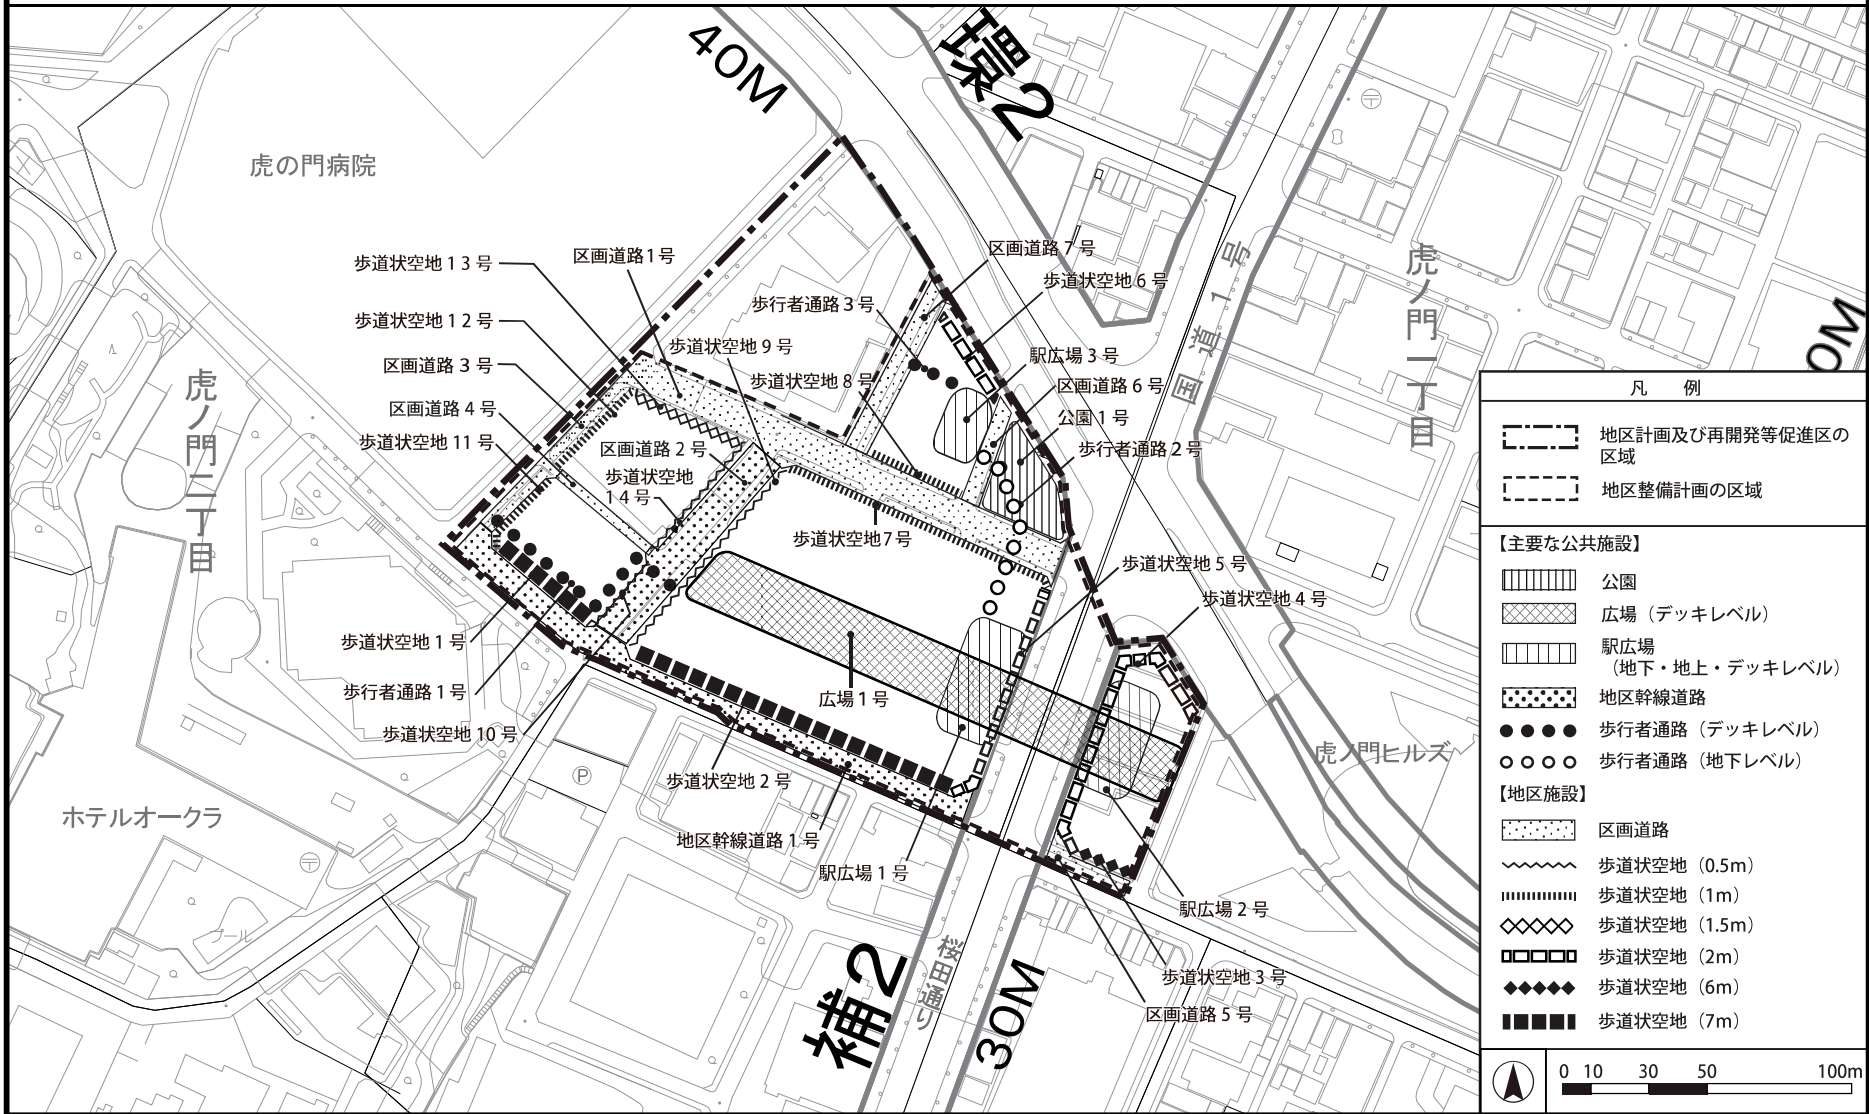 40M
環2
虎の門病院
歩道状空地13号
区画道路1号
区画道路7号
歩道状空地6号
国道1号
虎ノ門一丁目
歩道状空地12号
歩行者通路3号
歩道状空地9号
駅広場3号
区画道路3号
歩道状空地8号
区画道路6号
虎ノ門二丁目
区画道路4号
公園1号
歩道状空地11号
区画道路2号
歩行者通路2号
歩道状空地
14号
歩道状空地7号
歩道状空地5号
歩道状空地4号
歩道状空地1号
歩行者通路1号
広場1号
歩道状空地10号
虎ノ門ヒルズ
歩道状空地2号
Ⓟ
ホテルオークラ
地区幹線道路1号
駅広場1号
駅広場2号
プール
補2
桜田通り
30M
歩道状空地3号
区画道路5号
0M
凡 例
地区計画及び再開発等促進区の
区域
地区整備計画の区域
【主要な公共施設】
公園
広場（デッキレベル）
駅広場
（地下・地上・デッキレベル）
地区幹線道路
歩行者通路（デッキレベル）
歩行者通路（地下レベル）
【地区施設】
区画道路
歩道状空地（0.5m）
歩道状空地（1m）
歩道状空地（1.5m）
歩道状空地（2m）
歩道状空地（6m）
歩道状空地（7m）
0 10 30 50 100m